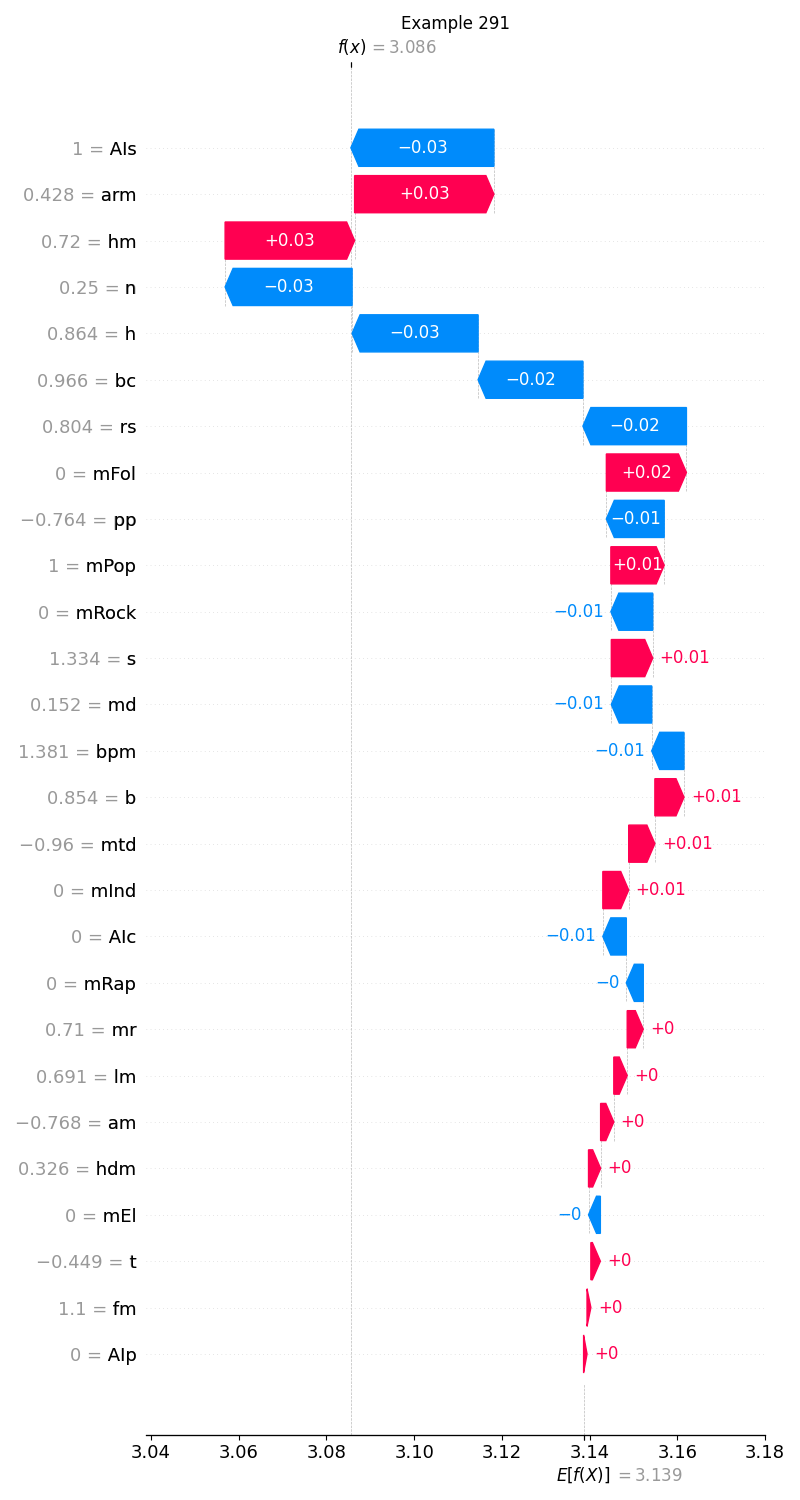 Example 291
f(x) = 3.086
1 = AIs −0.03
0.428 = arm +0.03
0.72 = hm +0.03
0.25 = n −0.03
0.864 = h −0.03
0.966 = bc −0.02
0.804 = rs −0.02
0 = mFol +0.02
−0.764 = pp −0.01
1 = mPop +0.01
0 = mRock −0.01
1.334 = s +0.01
0.152 = md −0.01
1.381 = bpm −0.01
0.854 = b +0.01
−0.96 = mtd +0.01
0 = mInd +0.01
0 = AIc −0.01
0 = mRap −0
0.71 = mr +0
0.691 = lm +0
−0.768 = am +0
0.326 = hdm +0
0 = mEl −0
−0.449 = t +0
1.1 = fm +0
0 = AIp +0
3.04 3.06 3.08 3.10 3.12 3.14 3.16 3.18
E[f(X)] = 3.139